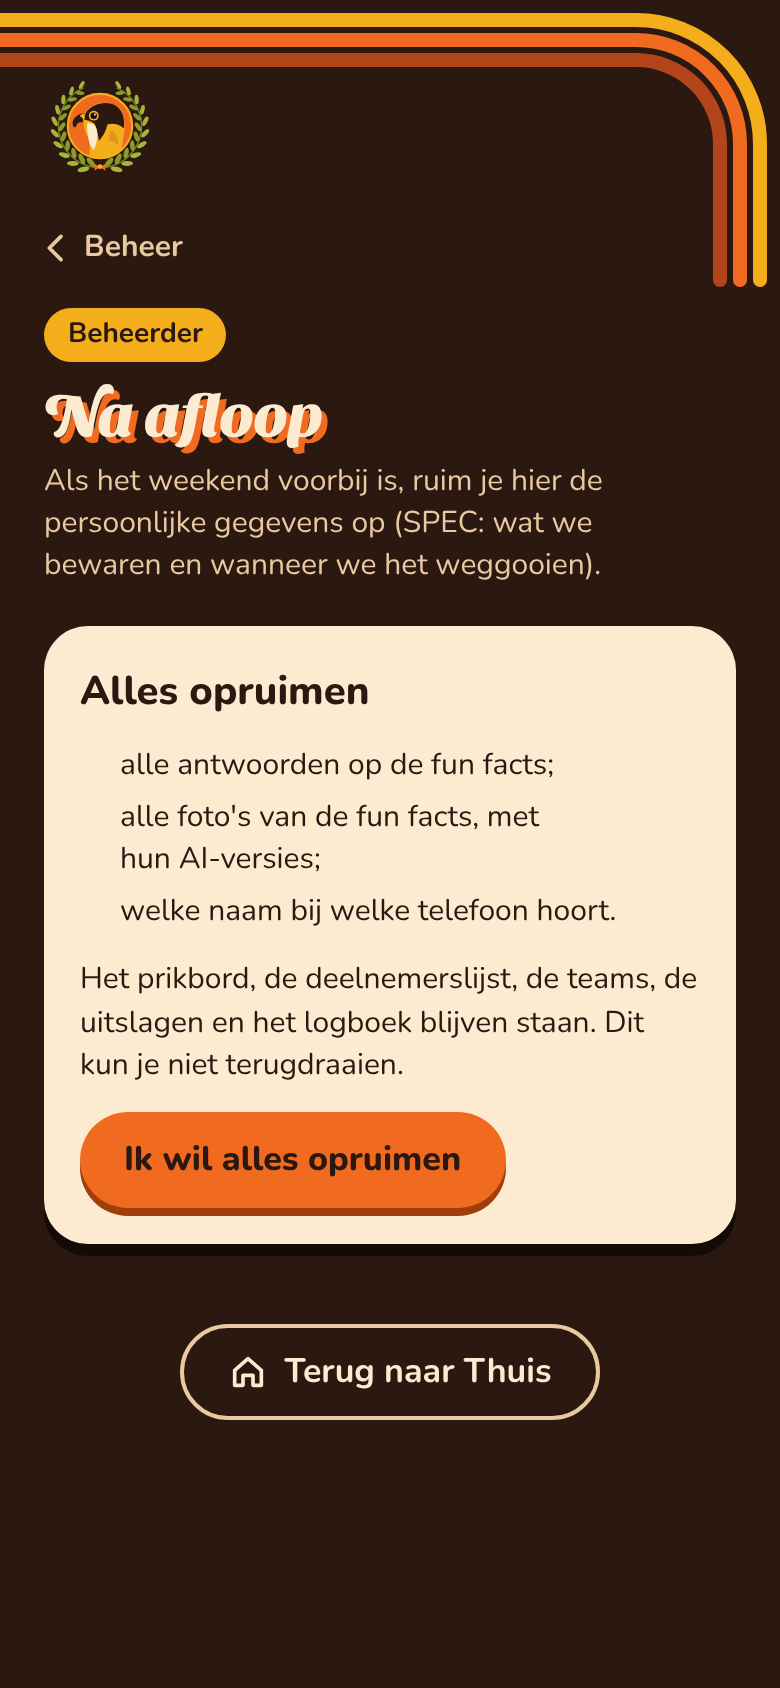 Beheer
Beheerder
Na afloop
Als het weekend voorbij is, ruim je hier de
persoonlijke gegevens op (SPEC: wat we
bewaren en wanneer we het weggooien).
Alles opruimen
alle antwoorden op de fun facts;
alle foto's van de fun facts, met
hun AI-versies;
welke naam bij welke telefoon hoort.
Het prikbord, de deelnemerslijst, de teams, de
uitslagen en het logboek blijven staan. Dit
kun je niet terugdraaien.
Ik wil alles opruimen
Terug naar Thuis